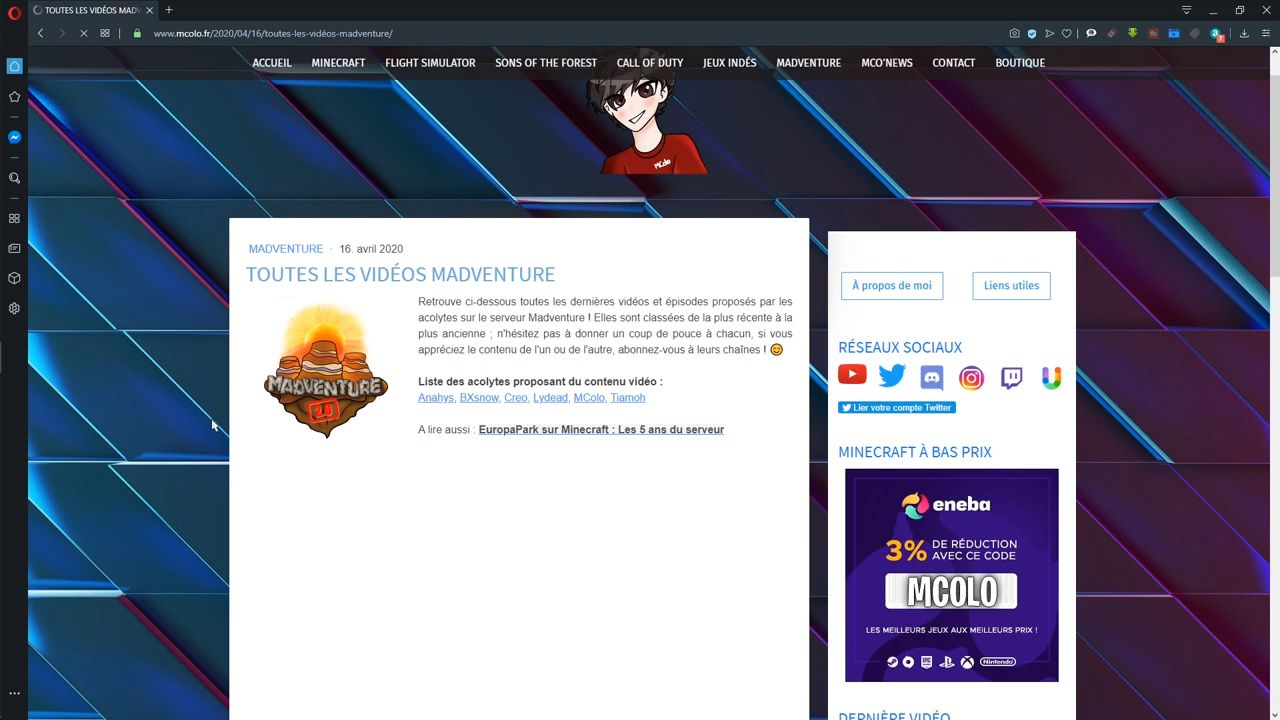 TOUTES LES VIDÉOS MAD
www.mcolo.fr/2020/04/16/toutes-les-vidéos-madventure/
7
ACCUEIL MINECRAFT FLIGHT SIMULATOR SONS OF THE FOREST CALL OF DUTY JEUX INDÉS MADVENTURE MCO'NEWS CONTACT BOUTIQUE
MColo
MADVENTURE · 16. avril 2020
TOUTES LES VIDÉOS MADVENTURE
Retrouve ci-dessous toutes les dernières vidéos et épisodes proposés par les
acolytes sur le serveur Madventure ! Elles sont classées de la plus récente à la
plus ancienne ; n'hésitez pas à donner un coup de pouce à chacun, si vous
appréciez le contenu de l'un ou de l'autre, abonnez-vous à leurs chaînes !
MADVENTURE
2.0
Liste des acolytes proposant du contenu vidéo :
Anahys, BXsnow, Creo, Lydead, MColo, Tiamoh
A lire aussi : EuropaPark sur Minecraft : Les 5 ans du serveur
À propos de moi
Liens utiles
RÉSEAUX SOCIAUX
Lier votre compte Twitter
MINECRAFT À BAS PRIX
eneba
3% DE RÉDUCTION
AVEC CE CODE
MCOLO
LES MEILLEURS JEUX AUX MEILLEURS PRIX !
EPIC
Nintendo
DERNIÈRE VIDÉO